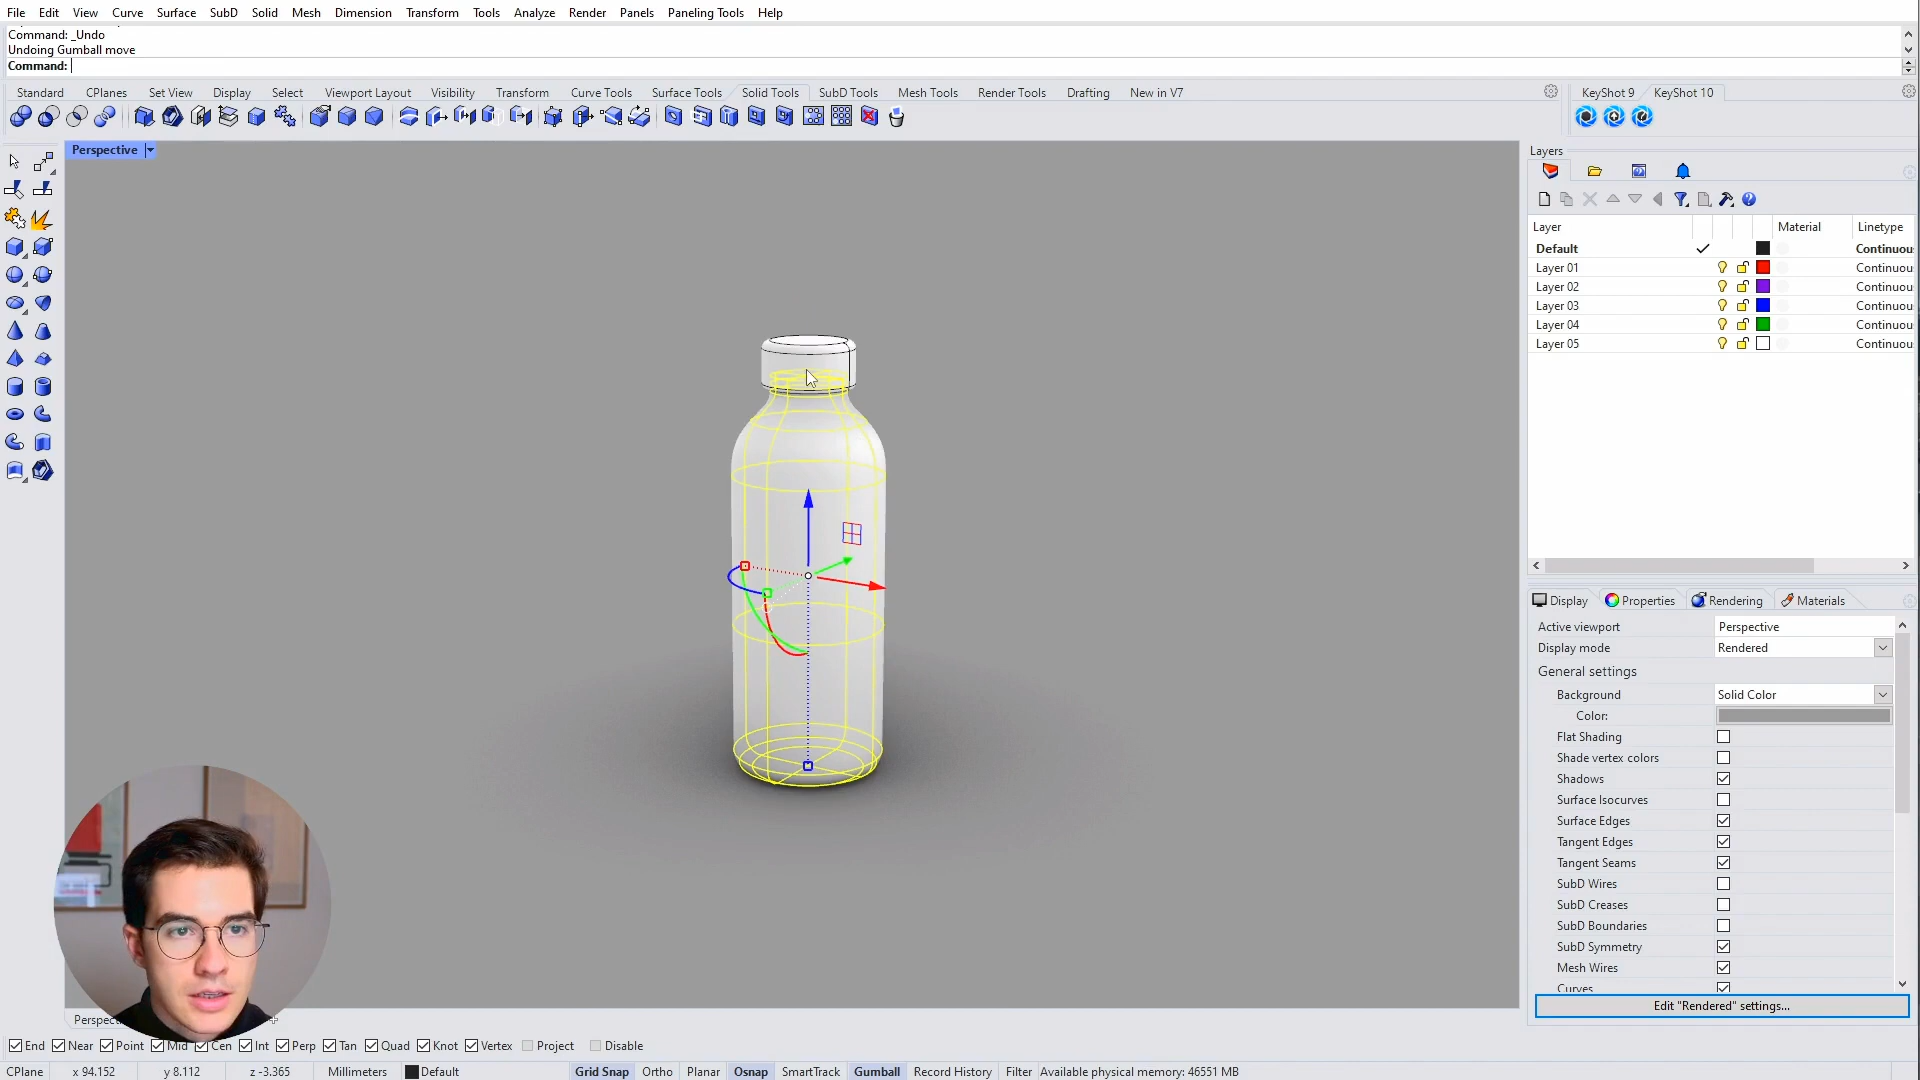 File Edit View Curve Surface SubD Solid Mesh Dimension Transform Tools Analyze Render Panels Paneling Tools Help
Command: _Undo
Undoing Gumball move
Command:
Standard CPlanes Set View Display Select Viewport Layout Visibility Transform Curve Tools Surface Tools Solid Tools SubD Tools Mesh Tools Render Tools Drafting New in V7
KeyShot 9 KeyShot 10
Perspective
Layers
Layer Material Linetype
Default Continuou
Layer 01 Continuou
Layer 02 Continuou
Layer 03 Continuou
Layer 04 Continuou
Layer 05 Continuou
Display Properties Rendering Materials
Active viewport Perspective
Display mode Rendered
General settings
Background Solid Color
Color:
Flat Shading
Shade vertex colors
Shadows
Surface Isocurves
Surface Edges
Tangent Edges
Tangent Seams
SubD Wires
SubD Creases
SubD Boundaries
SubD Symmetry
Mesh Wires
Curves
Edit "Rendered" settings...
Perspec
End Near Point Mid Cen Int Perp Tan Quad Knot Vertex Project Disable
CPlane x 94.152 y 8.112 z -3.365 Millimeters Default Grid Snap Ortho Planar Osnap SmartTrack Gumball Record History Filter Available physical memory: 46551 MB